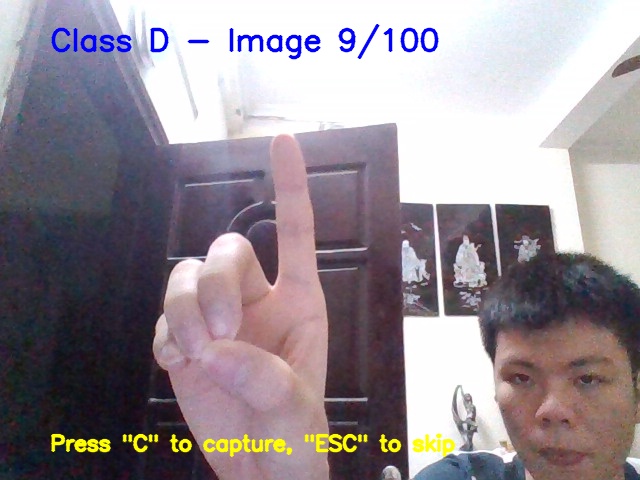 Class D - Image 9/100
Press "C" to capture, "ESC" to skip